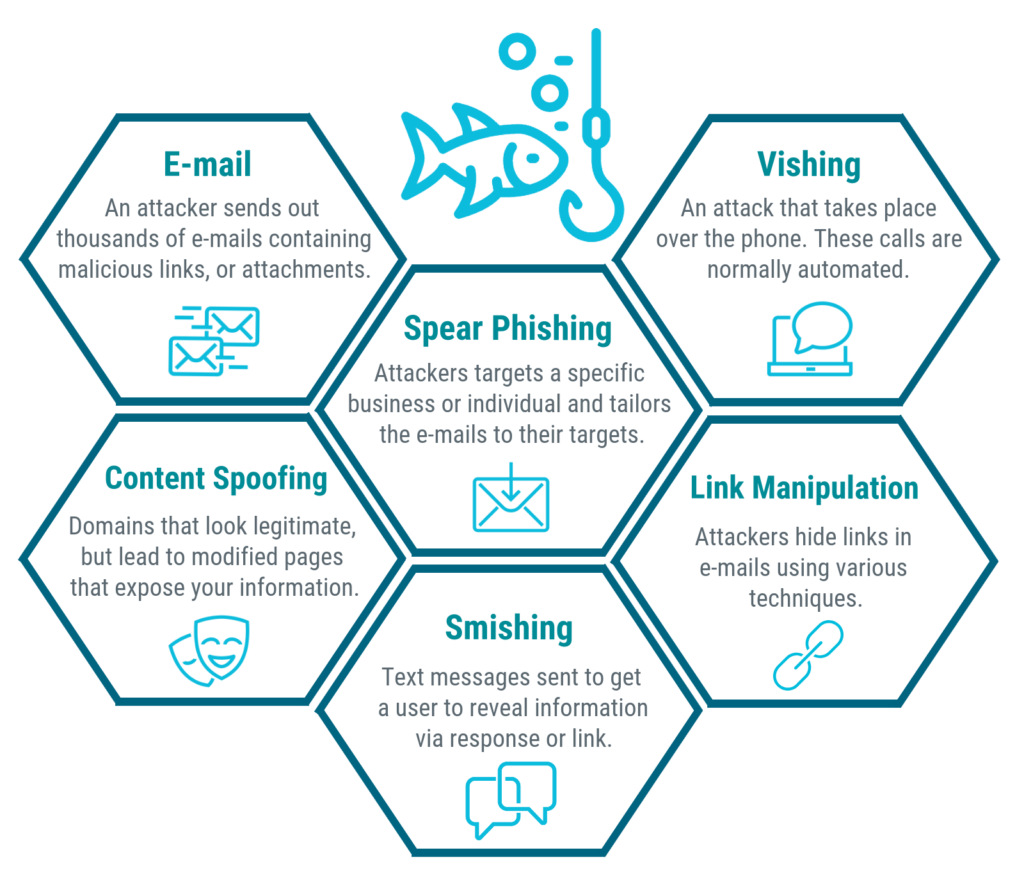 E-mail
An attacker sends out
thousands of e-mails containing
malicious links, or attachments.
Vishing
An attack that takes place
over the phone. These calls are
normally automated.
Spear Phishing
Attackers targets a specific
business or individual and tailors
the e-mails to their targets.
Content Spoofing
Domains that look legitimate,
but lead to modified pages
that expose your information.
Link Manipulation
Attackers hide links in
e-mails using various
techniques.
Smishing
Text messages sent to get
a user to reveal information
via response or link.